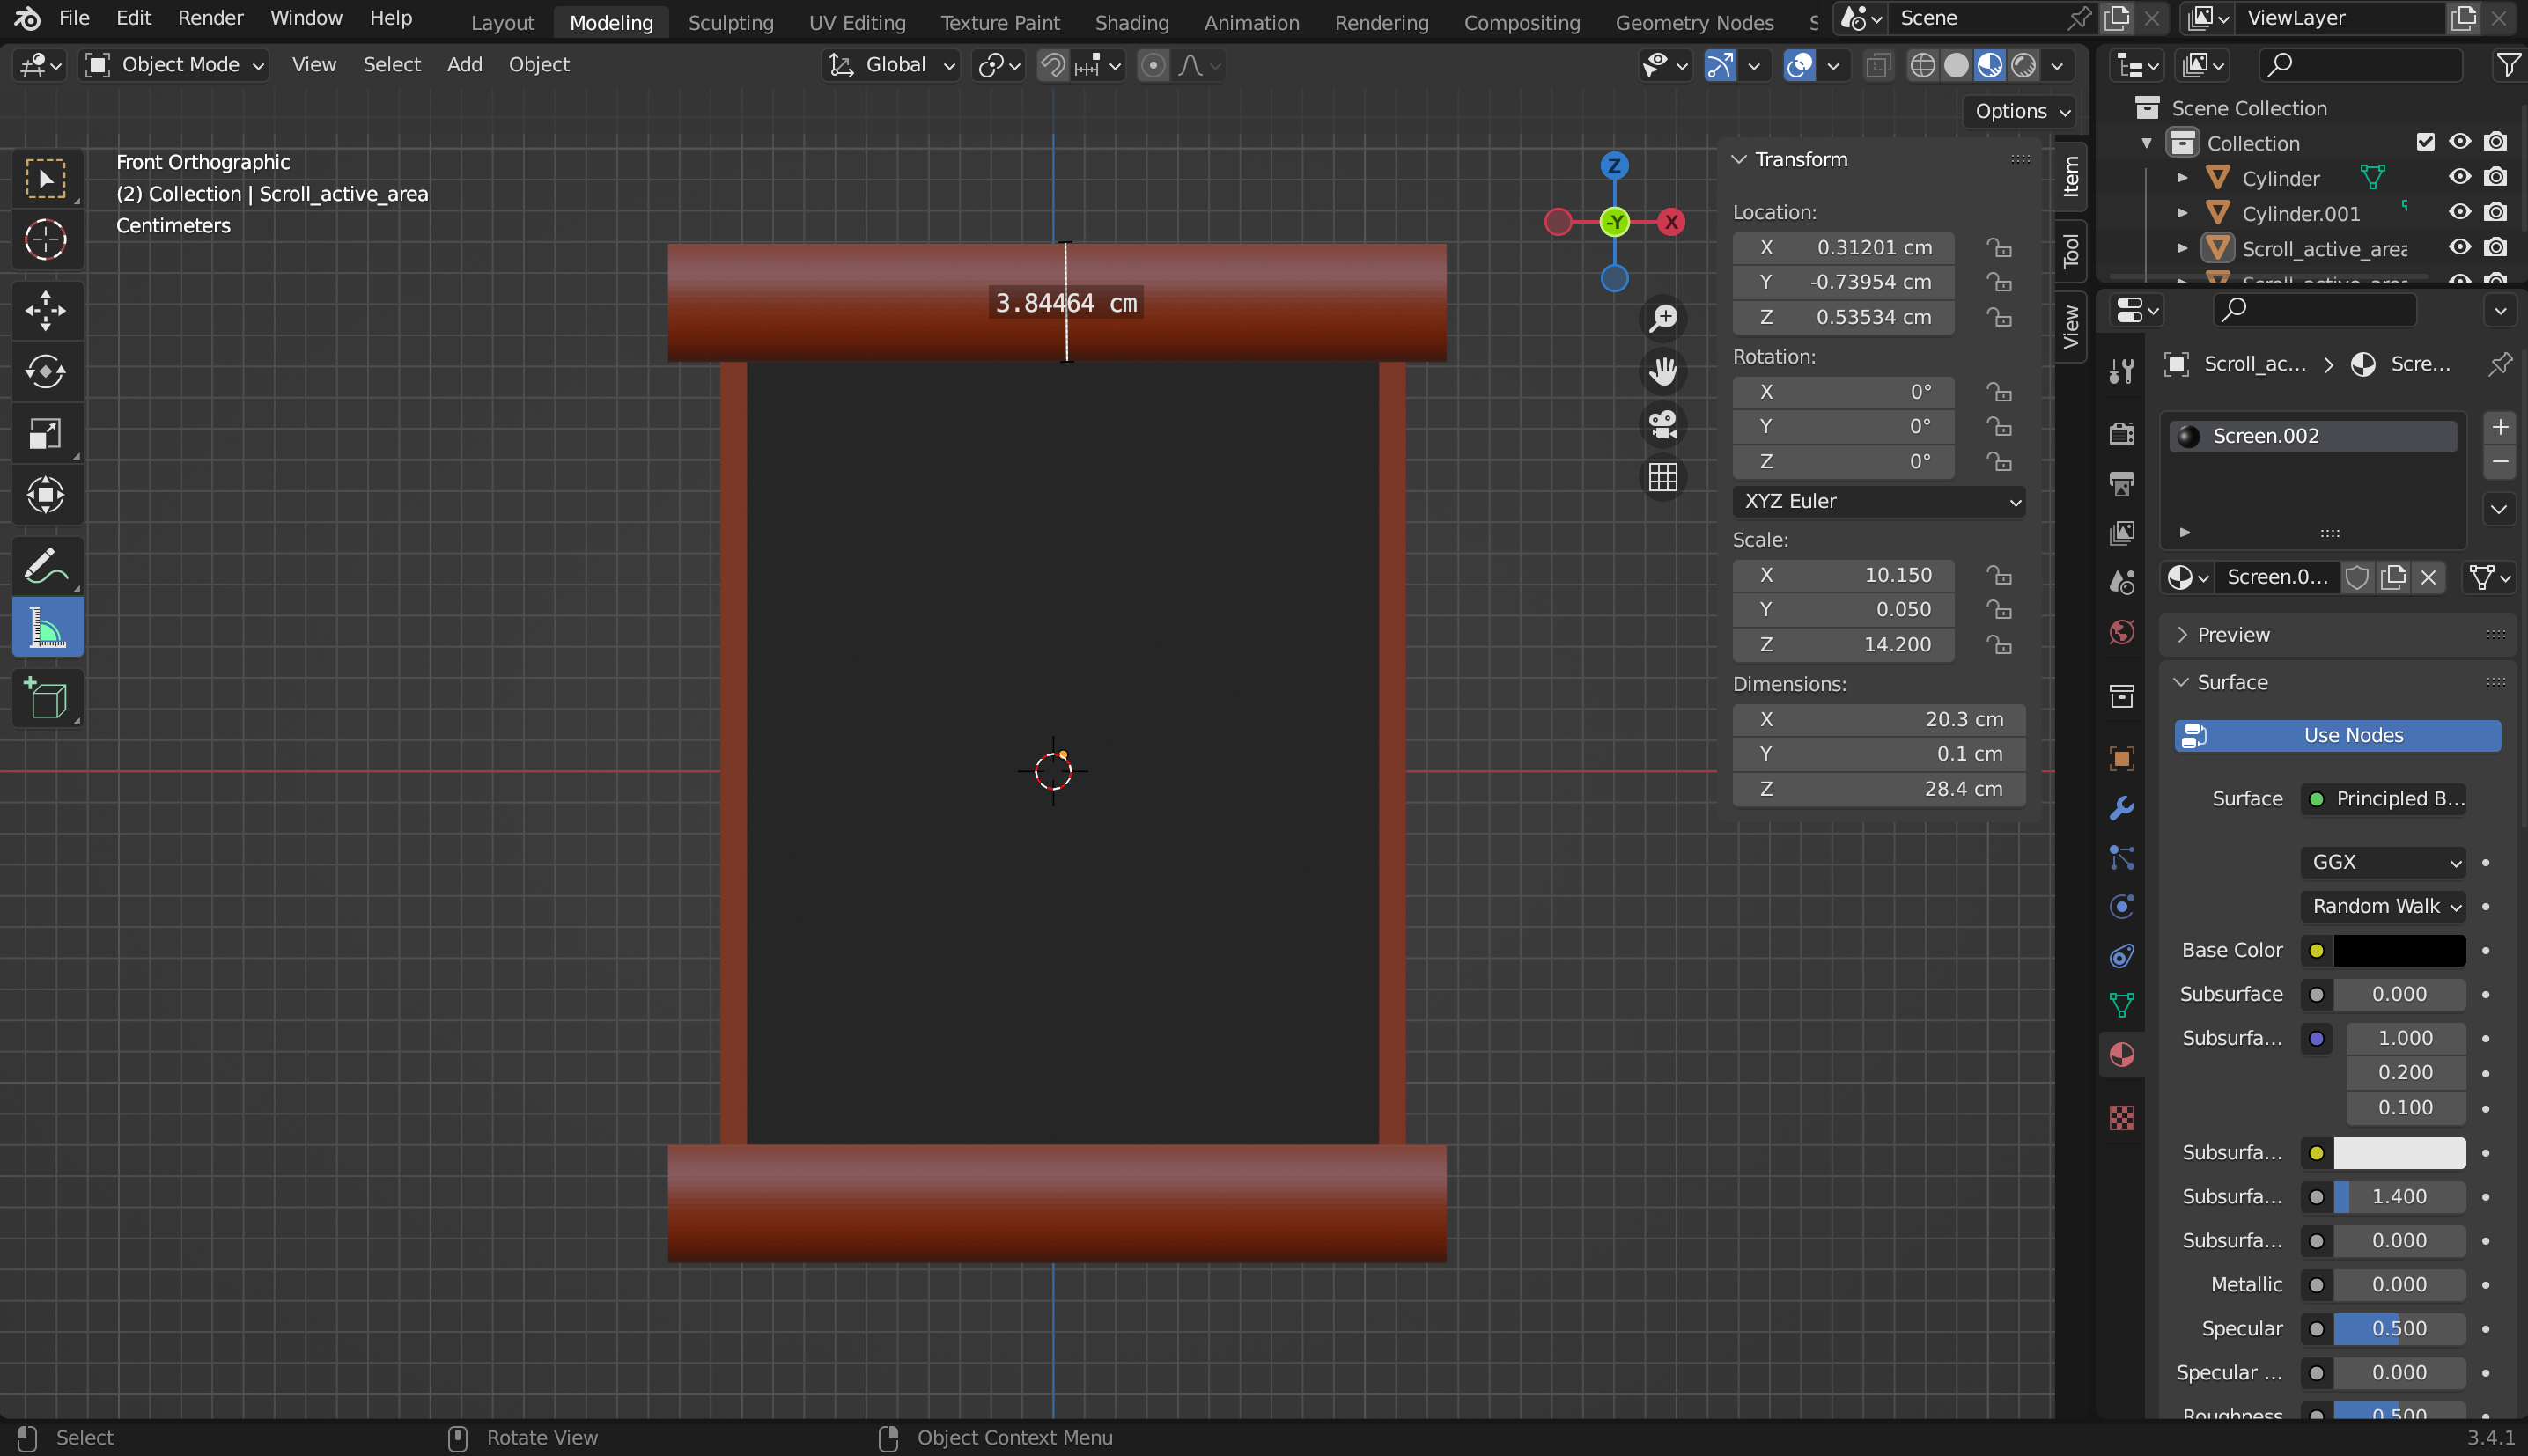 File Edit Render Window Help
Layout Modeling Sculpting UV Editing Texture Paint Shading Animation Rendering Compositing Geometry Nodes
Scene
ViewLayer
Object Mode View Select Add Object
Global
Options
Front Orthographic
(2) Collection | Scroll_active_area
Centimeters
3.84464 cm
Z
-Y
X
Transform
Location:
X 0.31201 cm
Y -0.73954 cm
Z 0.53534 cm
Rotation:
X 0°
Y 0°
Z 0°
XYZ Euler
Scale:
X 10.150
Y 0.050
Z 14.200
Dimensions:
X 20.3 cm
Y 0.1 cm
Z 28.4 cm
Item
Tool
View
Scene Collection
Collection
Cylinder
Cylinder.001
Scroll_active_area
Scroll_ac... Scre...
Screen.002
Screen.0...
Preview
Surface
Use Nodes
Surface Principled B...
GGX
Random Walk
Base Color
Subsurface 0.000
Subsurfa... 1.000
0.200
0.100
Subsurfa...
Subsurfa... 1.400
Subsurfa... 0.000
Metallic 0.000
Specular 0.500
Specular ... 0.000
Roughness 0.500
Select
Rotate View
Object Context Menu
3.4.1